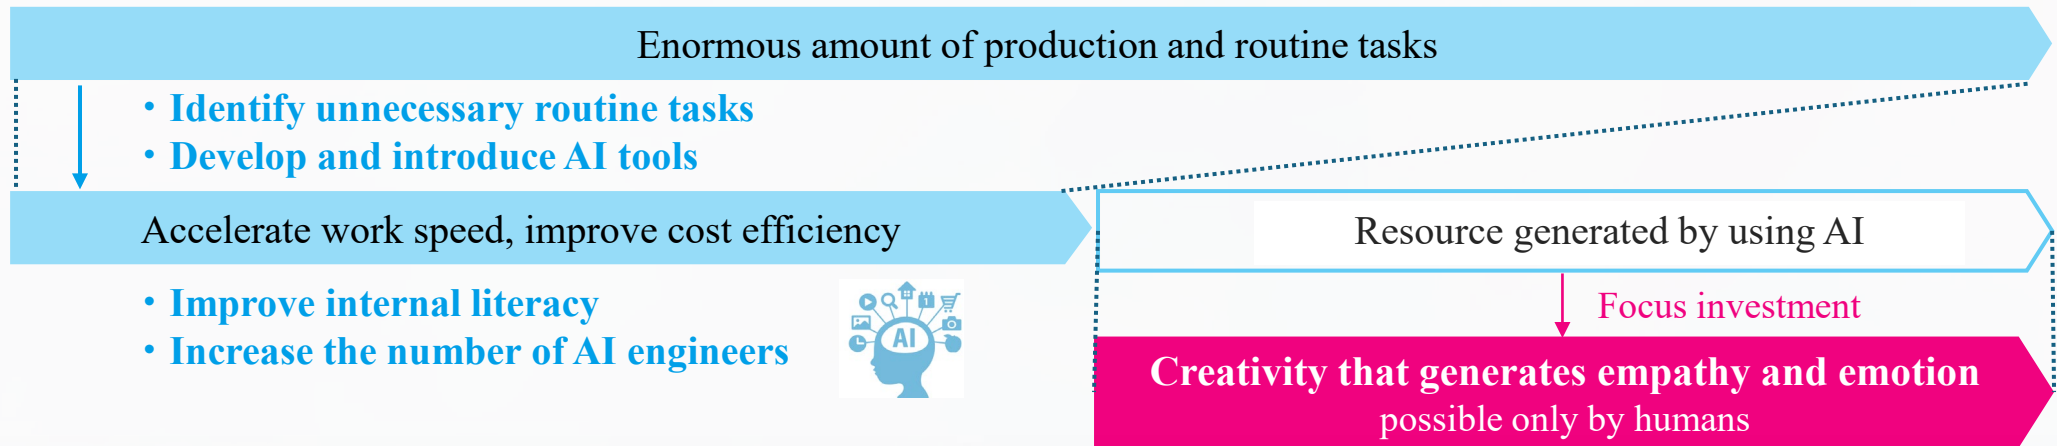 Enormous amount of production and routine tasks
・Identify unnecessary routine tasks
・Develop and introduce AI tools
Accelerate work speed, improve cost efficiency
Resource generated by using AI
・Improve internal literacy
・Increase the number of AI engineers
AI
1
Focus investment
Creativity that generates empathy and emotion
possible only by humans